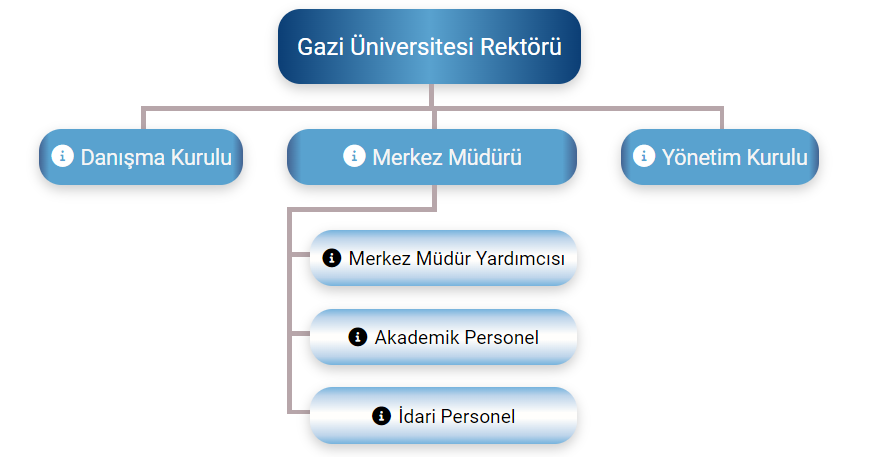 Gazi Üniversitesi Rektörü
Danışma Kurulu
Merkez Müdürü
Yönetim Kurulu
Merkez Müdür Yardımcısı
Akademik Personel
İdari Personel